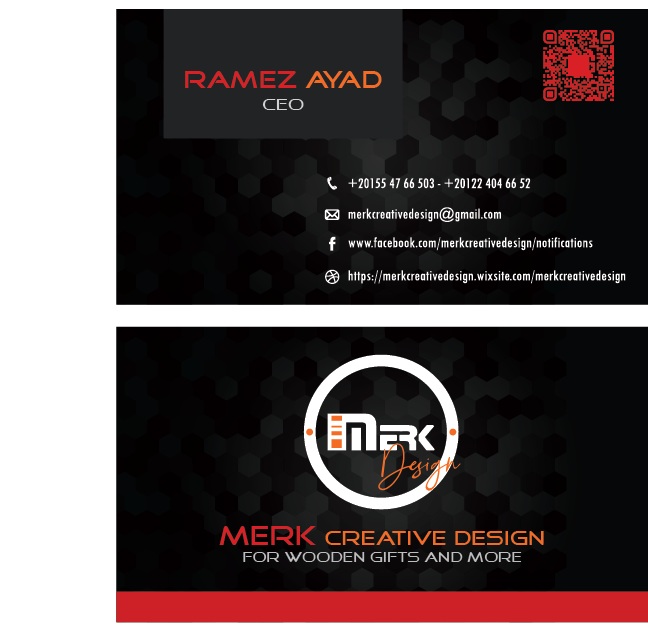 RAMEZ AYAD
CEO
+20155 47 66 503 - +20122 404 66 52
merkcreativedesign@gmail.com
www.facebook.com/merkcreativedesign/notifications
https://merkcreativedesign.wixsite.com/merkcreativedesign
MERK
Design
MERK CREATIVE DESIGN
FOR WOODEN GIFTS AND MORE